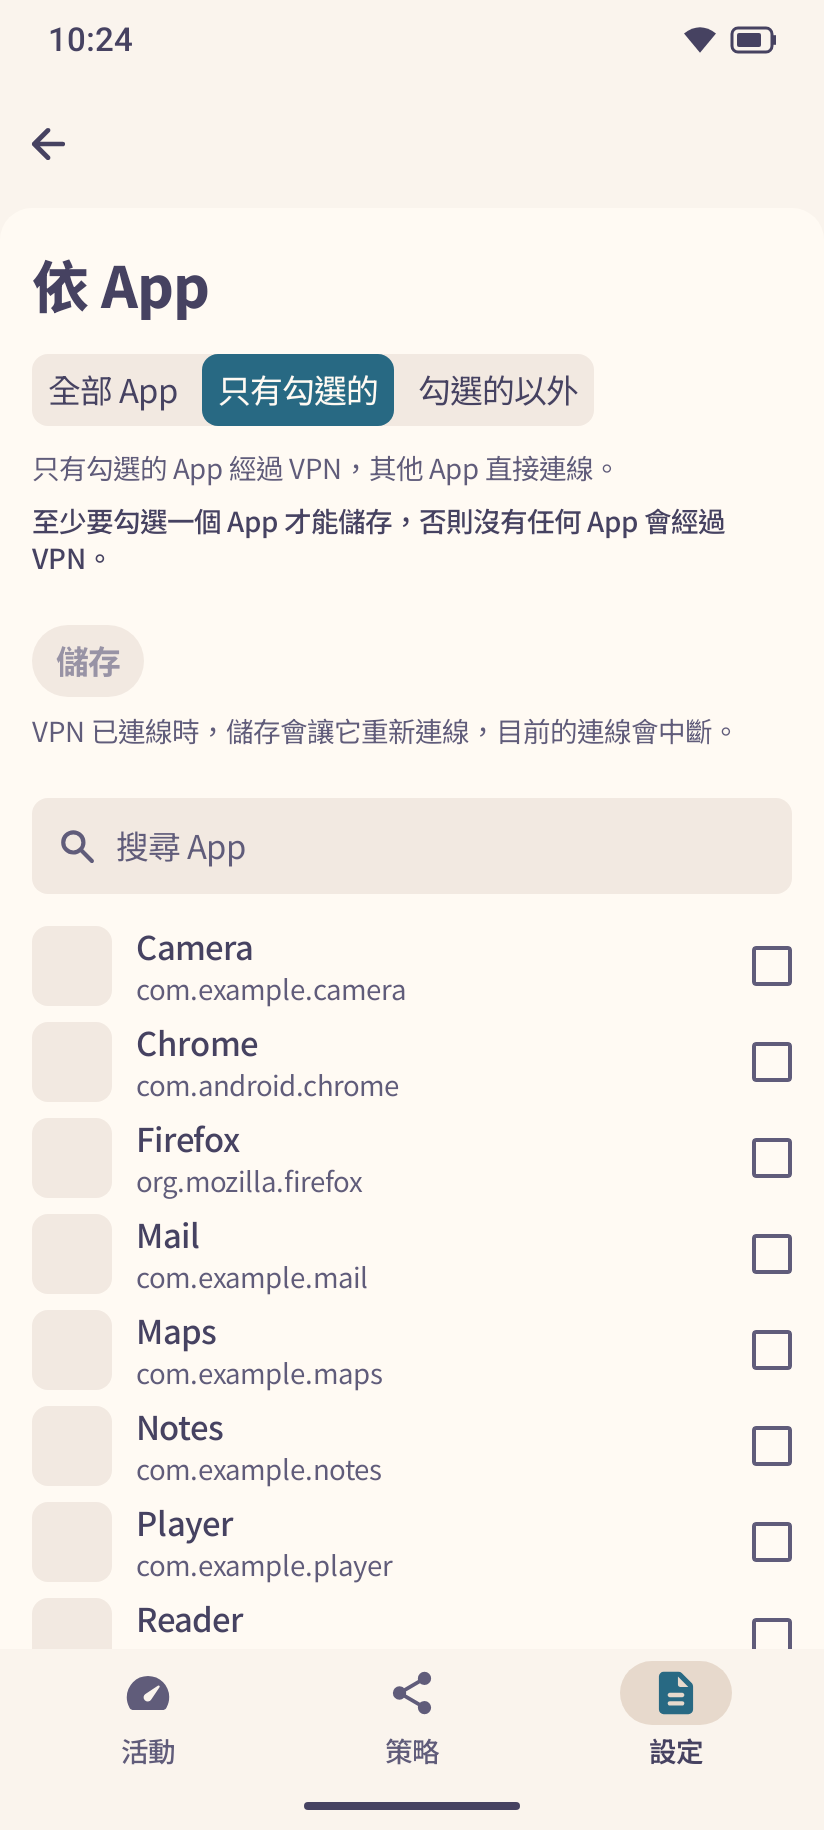 10:24
依 App
全部 App
只有勾選的
勾選的以外
只有勾選的 App 經過 VPN，其他 App 直接連線。
至少要勾選一個 App 才能儲存，否則沒有任何 App 會經過
VPN。
儲存
VPN 已連線時，儲存會讓它重新連線，目前的連線會中斷。
搜尋 App
Camera
com.example.camera
Chrome
com.android.chrome
Firefox
org.mozilla.firefox
Mail
com.example.mail
Maps
com.example.maps
Notes
com.example.notes
Player
com.example.player
Reader
活動
策略
設定